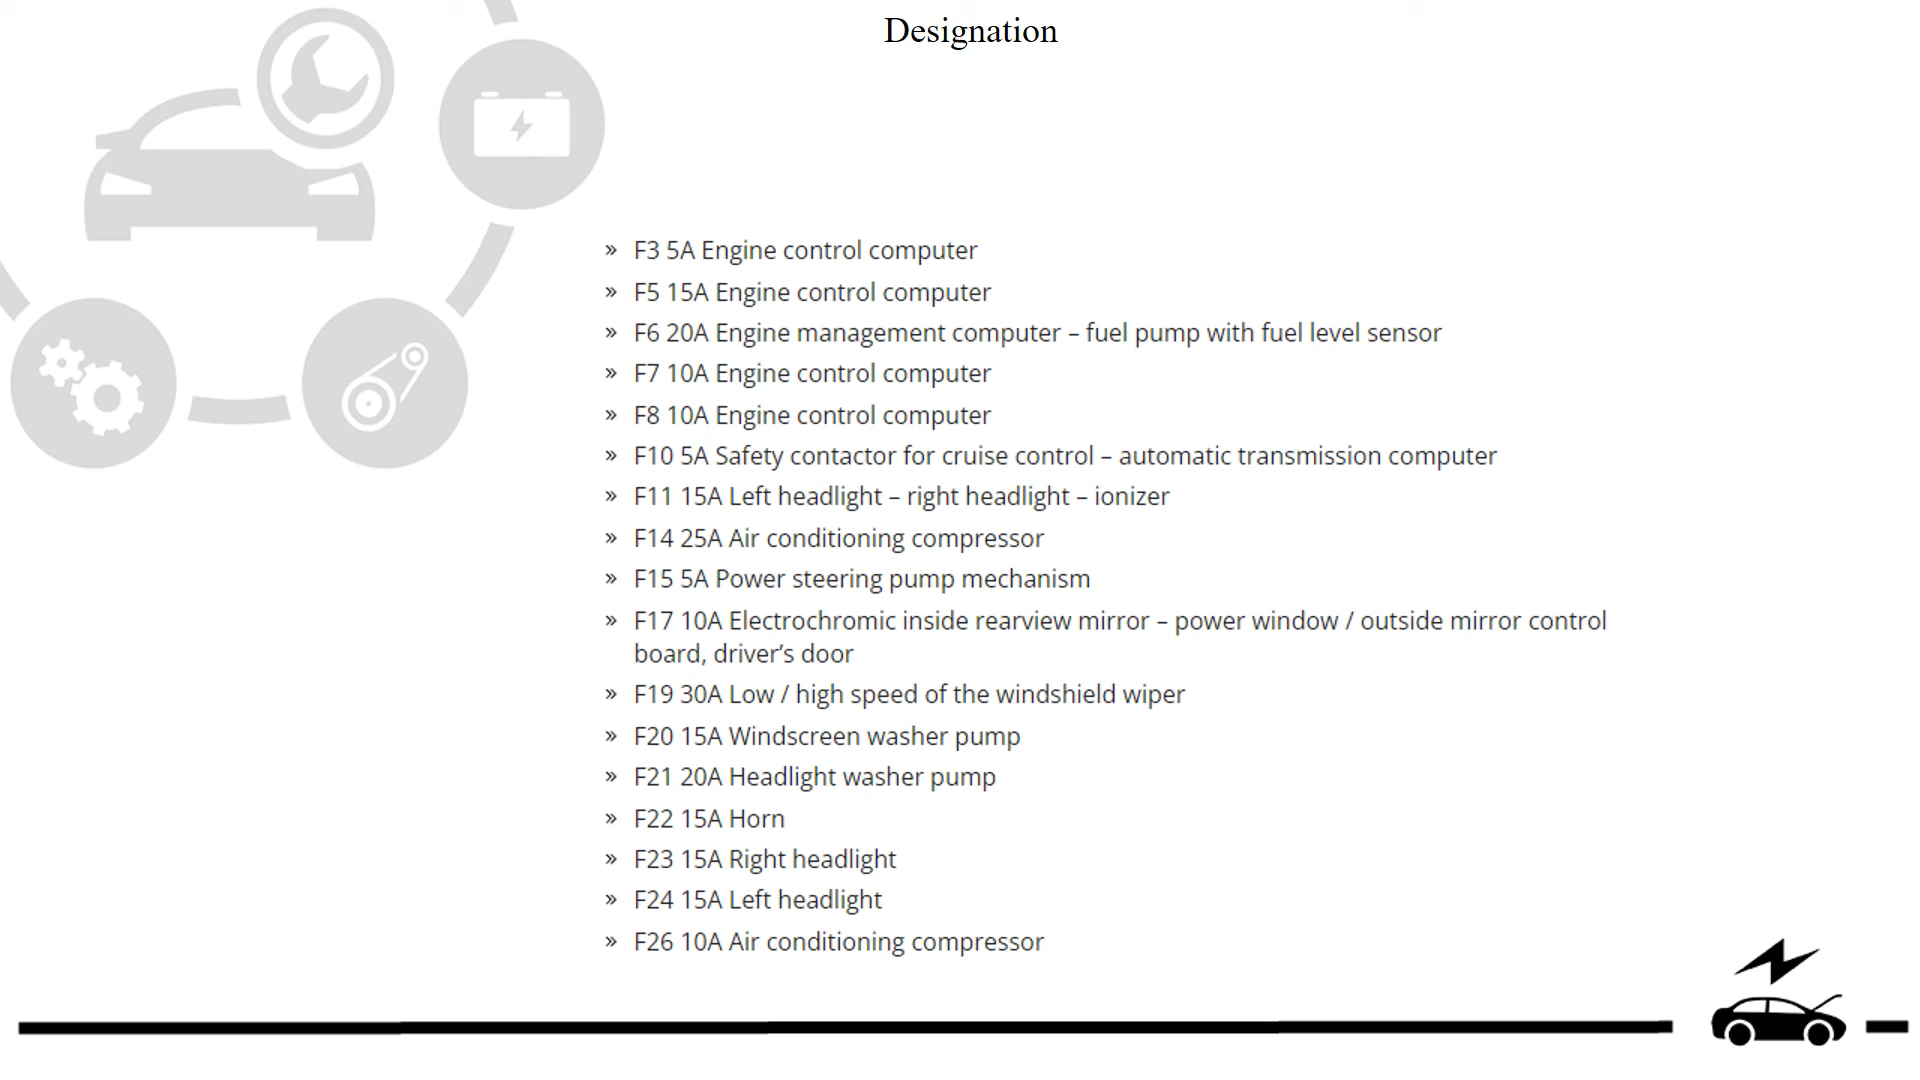 Designation
» F3 5A Engine control computer
» F5 15A Engine control computer
» F6 20A Engine management computer – fuel pump with fuel level sensor
» F7 10A Engine control computer
» F8 10A Engine control computer
» F10 5A Safety contactor for cruise control – automatic transmission computer
» F11 15A Left headlight – right headlight – ionizer
» F14 25A Air conditioning compressor
» F15 5A Power steering pump mechanism
» F17 10A Electrochromic inside rearview mirror – power window / outside mirror control
board, driver’s door
» F19 30A Low / high speed of the windshield wiper
» F20 15A Windscreen washer pump
» F21 20A Headlight washer pump
» F22 15A Horn
» F23 15A Right headlight
» F24 15A Left headlight
» F26 10A Air conditioning compressor